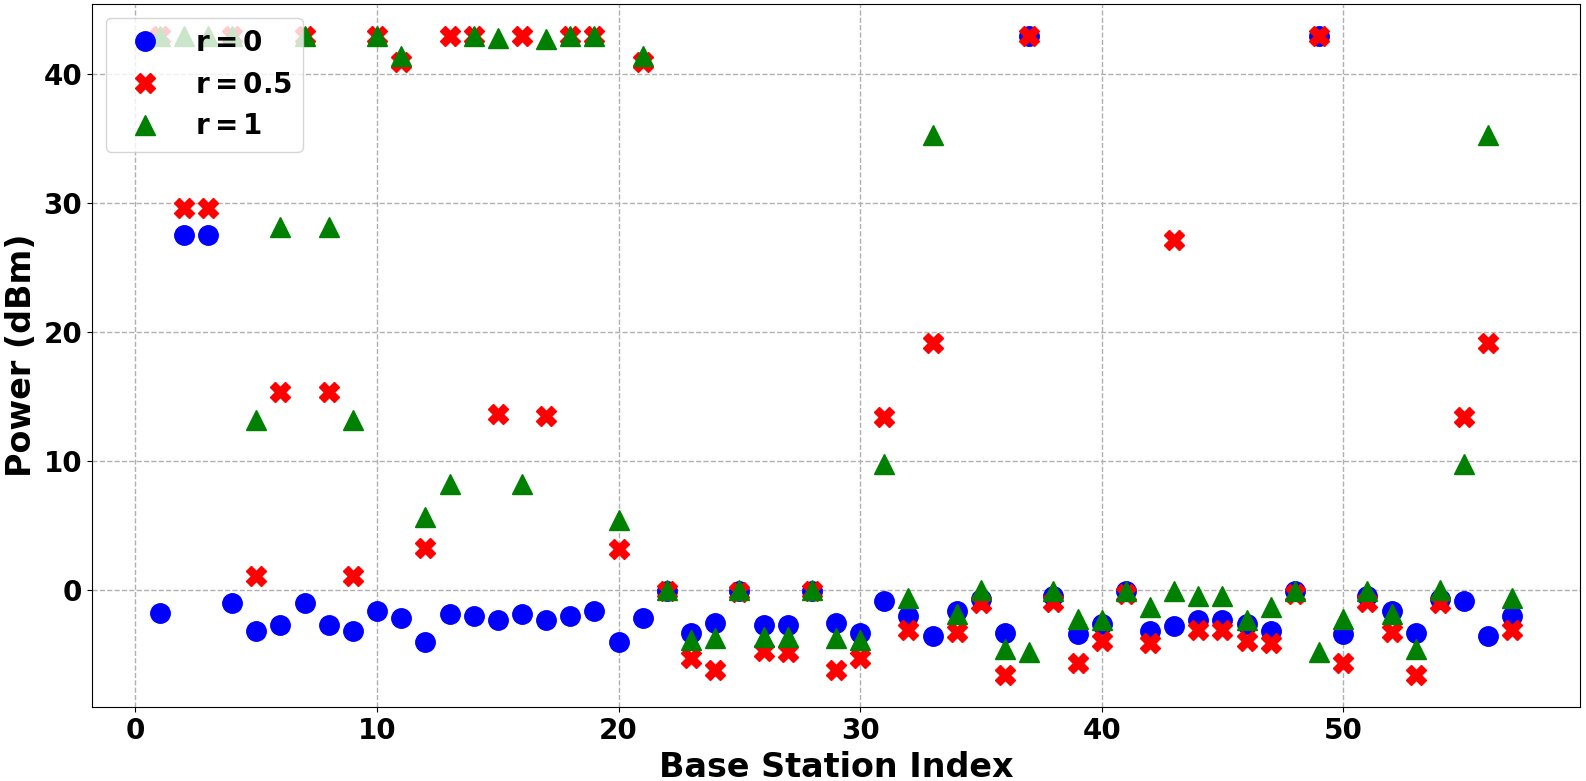 r = 0
r = 0.5
r = 1
40
30
20
10
0
Power (dBm)
0 10 20 30 40 50
Base Station Index